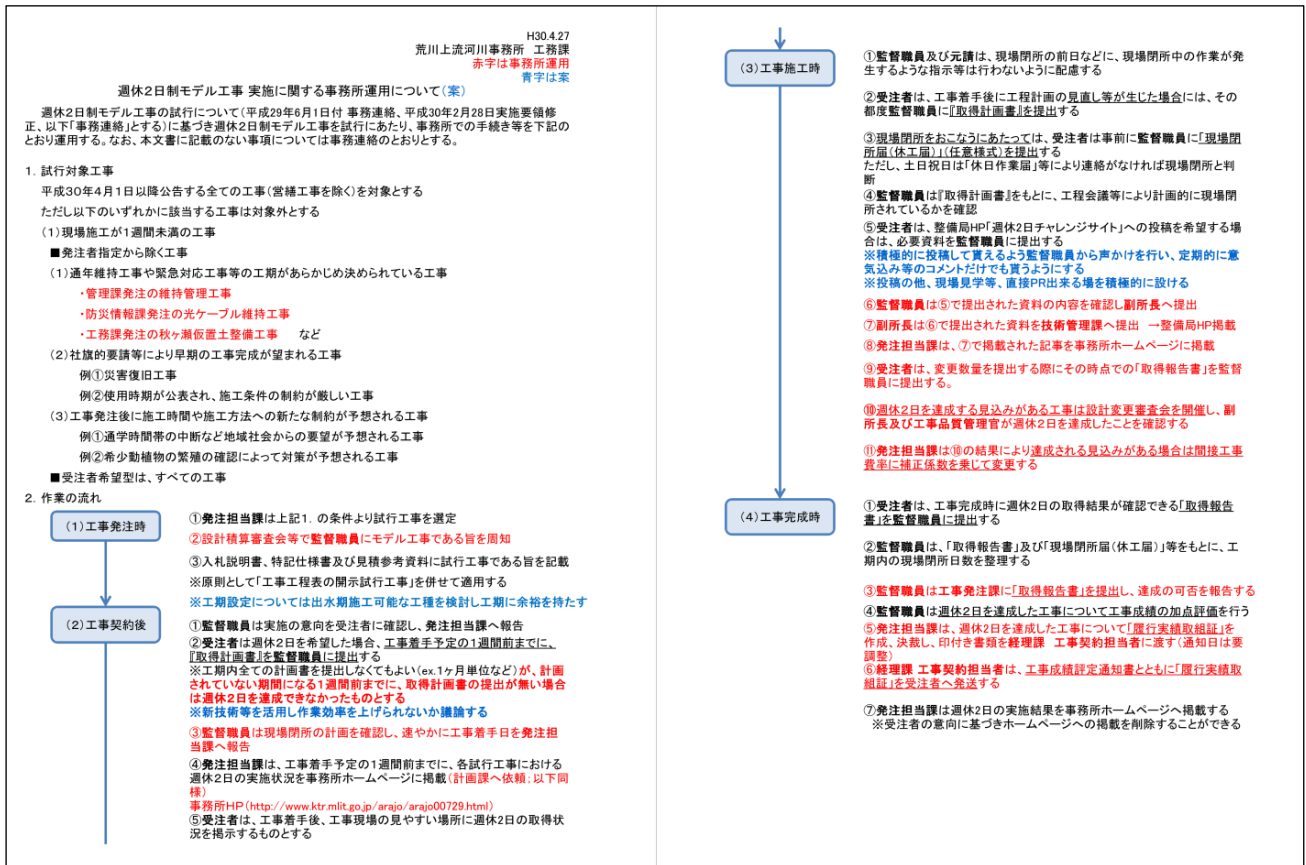 H30.4.27
荒川上流河川事務所　工務課
赤字は事務所運用
青字は案
週休2日制モデル工事 実施に関する事務所運用について(案)
週休2日制モデル工事の試行について(平成29年6月1日付 事務連絡、平成30年2月28日実施要領修
正、以下「事務連絡」とする)に基づき週休2日制モデル工事を試行にあたり、事務所での手続き等を下記の
とおり運用する。なお、本文書に記載のない事項については事務連絡のとおりとする。
1. 試行対象工事
平成30年4月1日以降公告する全ての工事(営繕工事を除く)を対象とする
ただし以下のいずれかに該当する工事は対象外とする
(1)現場施工が1週間未満の工事
■発注者指定から除く工事
(1)通年維持工事や緊急対応工事等の工期があらかじめ決められている工事
・管理課発注の維持管理工事
・防災情報課発注の光ケーブル維持工事
・工務課発注の秋ヶ瀬仮置土整備工事　など
(2)社旗的要請等により早期の工事完成が望まれる工事
例①災害復旧工事
例②使用時期が公表され、施工条件の制約が厳しい工事
(3)工事発注後に施工時間や施工方法への新たな制約が予想される工事
例①通学時間帯の中断など地域社会からの要望が予想される工事
例②希少動植物の繁殖の確認によって対策が予想される工事
■受注者希望型は、すべての工事
2. 作業の流れ
(1)工事発注時
①発注担当課は上記1. の条件より試行工事を選定
②設計積算審査会等で監督職員にモデル工事である旨を周知
③入札説明書、特記仕様書及び見積参考資料に試行工事である旨を記載
※原則として「工事工程表の開示試行工事」を併せて適用する
※工期設定については出水期施工可能な工種を検討し工期に余裕を持たす
(2)工事契約後
①監督職員は実施の意向を受注者に確認し、発注担当課へ報告
②受注者は週休2日を希望した場合、工事着手予定の1週間前までに、
『取得計画書』を監督職員に提出する
※工期内全ての計画書を提出しなくてもよい(ex.1ヶ月単位など)が、計画
されていない期間になる1週間前までに、取得計画書の提出が無い場合
は週休2日を達成できなかったものとする
※新技術等を活用し作業効率を上げられないか議論する
③監督職員は現場閉所の計画を確認し、速やかに工事着手日を発注担
当課へ報告
④発注担当課は、工事着手予定の1週間前までに、各試行工事における
週休2日の実施状況を事務所ホームページに掲載(計画課へ依頼;以下同
様)
事務所HP(http://www.ktr.mlit.go.jp/arajo/arajo00729.html)
⑤受注者は、工事着手後、工事現場の見やすい場所に週休2日の取得状
況を掲示するものとする
(3)工事施工時
①監督職員及び元請は、現場閉所の前日などに、現場閉所中の作業が発
生するような指示等は行わないように配慮する
②受注者は、工事着手後に工程計画の見直し等が生じた場合には、その
都度監督職員に『取得計画書』を提出する
③現場閉所をおこなうにあたっては、受注者は事前に監督職員に「現場閉
所届(休工届)」(任意様式)を提出する
ただし、土日祝日は「休日作業届」等により連絡がなければ現場閉所と判
断
④監督職員は『取得計画書』をもとに、工程会議等により計画的に現場閉
所されているかを確認
⑤受注者は、整備局HP「週休2日チャレンジサイト」への投稿を希望する場
合は、必要資料を監督職員に提出する
※積極的に投稿して貰えるよう監督職員から声かけを行い、定期的に意
気込み等のコメントだけでも貰うようにする
※投稿の他、現場見学等、直接PR出来る場を積極的に設ける
⑥監督職員は⑤で提出された資料の内容を確認し副所長へ提出
⑦副所長は⑥で提出された資料を技術管理課へ提出　→整備局HP掲載
⑧発注担当課は、⑦で掲載された記事を事務所ホームページに掲載
⑨受注者は、変更数量を提出する際にその時点での「取得報告書」を監督
職員に提出する。
⑩週休2日を達成する見込みがある工事は設計変更審査会を開催し、副
所長及び工事品質管理官が週休2日を達成したことを確認する
⑪発注担当課は⑩の結果により達成される見込みがある場合は間接工事
費率に補正係数を乗じて変更する
(4)工事完成時
①受注者は、工事完成時に週休2日の取得結果が確認できる「取得報告
書」を監督職員に提出する
②監督職員は、「取得報告書」及び「現場閉所届(休工届)」等をもとに、工
期内の現場閉所日数を整理する
③監督職員は工事発注課に「取得報告書」を提出し、達成の可否を報告する
④監督職員は週休2日を達成した工事について工事成績の加点評価を行う
⑤発注担当課は、週休2日を達成した工事について「履行実績取組証」を
作成、決裁し、印付き書類を経理課　工事契約担当者に渡す(通知日は要
調整)
⑥経理課 工事契約担当者は、工事成績評定通知書とともに「履行実績取
組証」を受注者へ発送する
⑦発注担当課は週休2日の実施結果を事務所ホームページへ掲載する
※受注者の意向に基づきホームページへの掲載を削除することができる